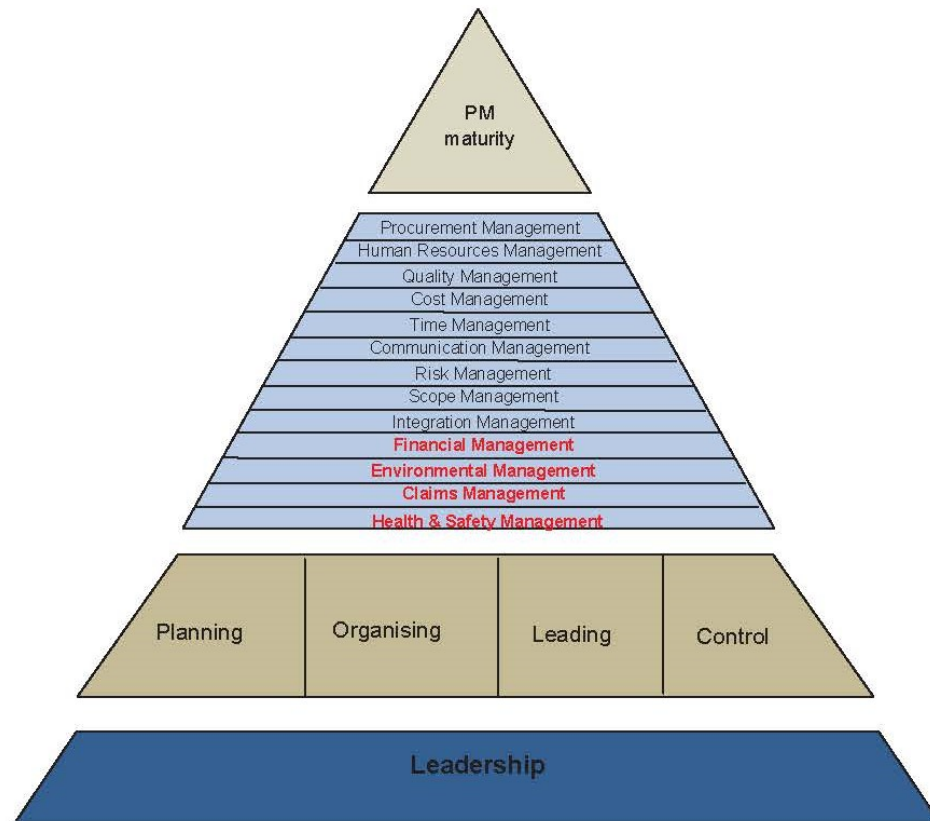 PM
maturity
Procurement Management
Human Resources Management
Quality Management
Cost Management
Time Management
Communication Management
Risk Management
Scope Management
Integration Management
Financial Management
Environmental Management
Claims Management
Health & Safety Management
Planning
Organising
Leading
Control
Leadership